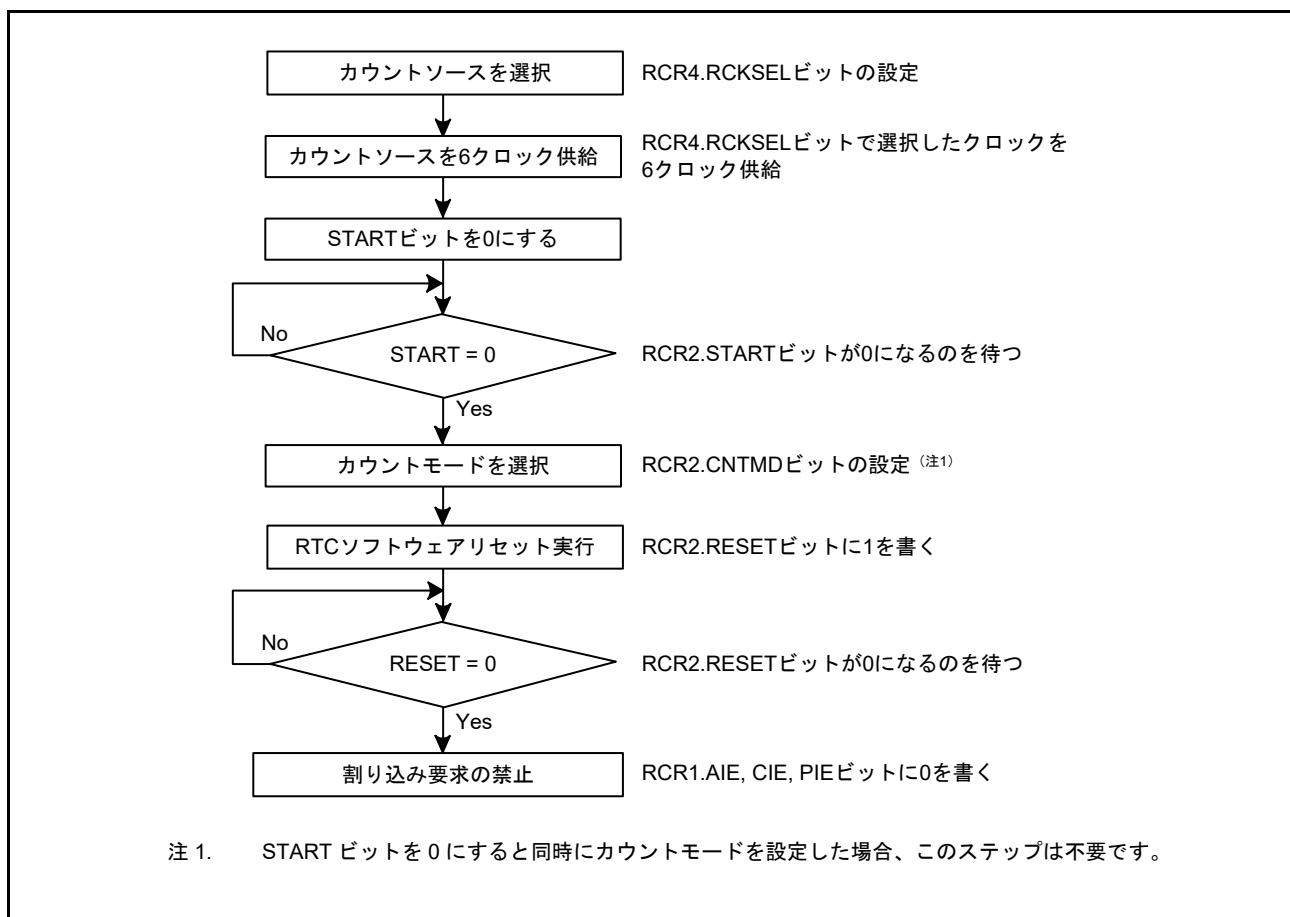 カウントソースを選択 RCR4.RCKSELビットの設定
カウントソースを6クロック供給 RCR4.RCKSELビットで選択したクロックを
6クロック供給
STARTビットを0にする
No
START = 0 RCR2.STARTビットが0になるのを待つ
Yes
カウントモードを選択 RCR2.CNTMDビットの設定（注1）
RTCソフトウェアリセット実行 RCR2.RESETビットに1を書く
No
RESET = 0 RCR2.RESETビットが0になるのを待つ
Yes
割り込み要求の禁止 RCR1.AIE, CIE, PIEビットに0を書く
注 1. START ビットを 0 にすると同時にカウントモードを設定した場合、このステップは不要です。